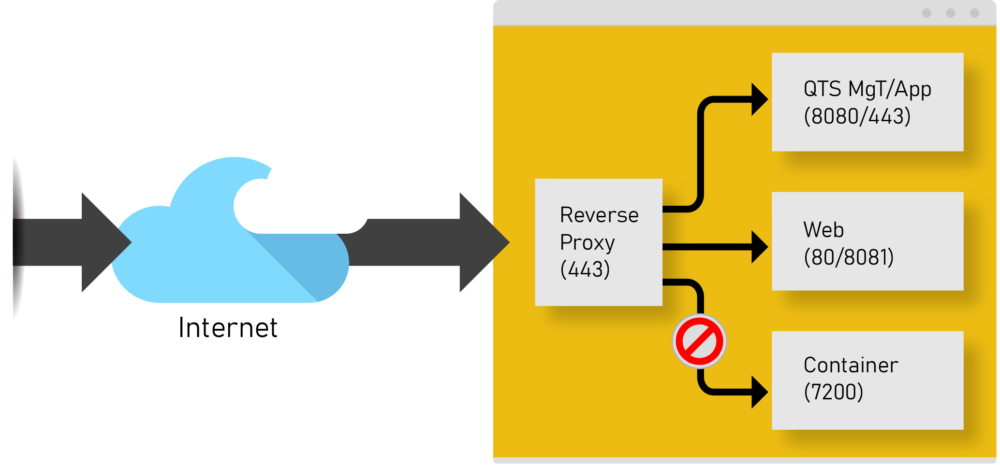 Internet
Reverse
Proxy
(443)
QTS MgT/App
(8080/443)
Web
(80/8081)
Container
(7200)